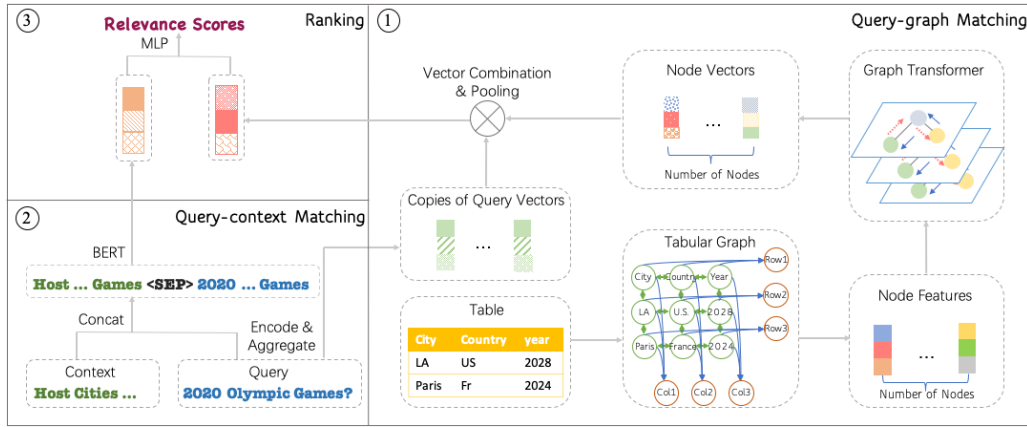 ③
Ranking
Relevance Scores
MLP
①
Query-graph Matching
Vector Combination
& Pooling
Node Vectors
...
Number of Nodes
Graph Transformer
②
Query-context Matching
BERT
Host ... Games <SEP> 2020 ... Games
Concat
Encode &
Aggregate
Context
Host Cities ...
Query
2020 Olympic Games?
Copies of Query Vectors
...
Table
City Country year
LA US 2028
Paris Fr 2024
Tabular Graph
City Country Year Row1
LA U.S. 2028 Row2
Paris France 2024 Row3
Col1 Col2 Col3
Node Features
...
Number of Nodes